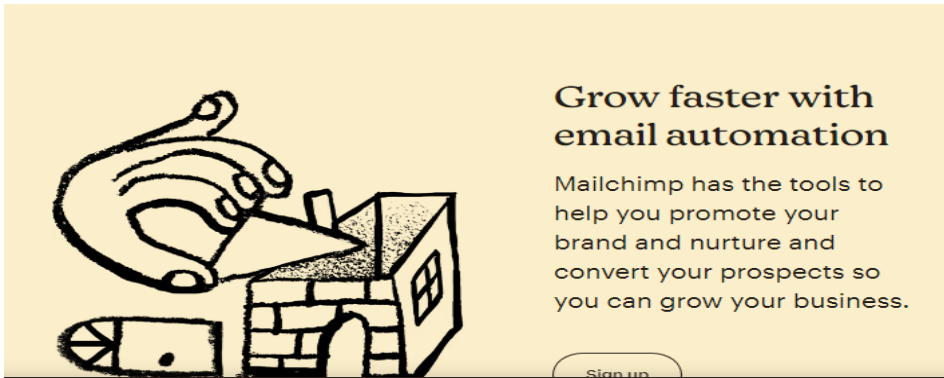 Grow faster with
email automation
Mailchimp has the tools to
help you promote your
brand and nurture and
convert your prospects so
you can grow your business.
Sign up